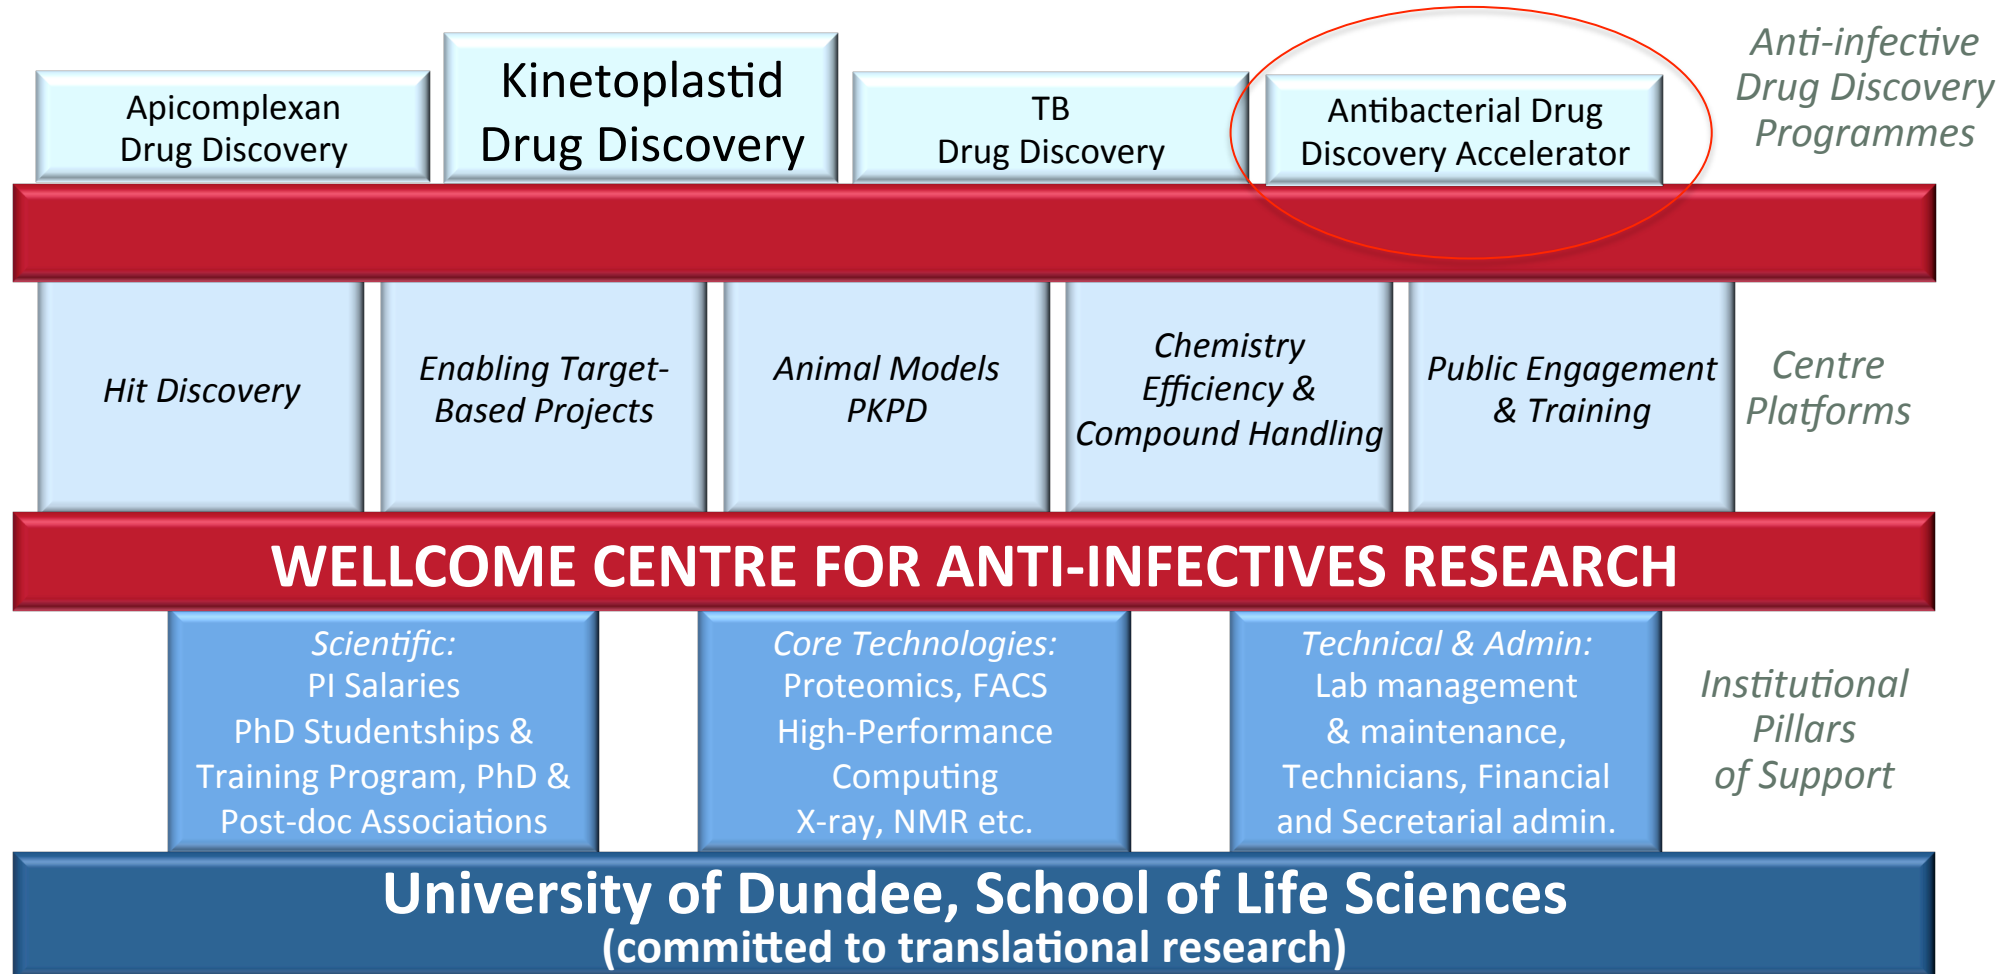 Apicomplexan
Drug Discovery
Kinetoplastid
Drug Discovery
TB
Drug Discovery
Antibacterial Drug
Discovery Accelerator
Anti-infective
Drug Discovery
Programmes
Hit Discovery
Enabling Target-
Based Projects
Animal Models
PKPD
Chemistry
Efficiency &
Compound Handling
Public Engagement
& Training
Centre
Platforms
WELLCOME CENTRE FOR ANTI-INFECTIVES RESEARCH
Scientific:
PI Salaries
PhD Studentships &
Training Program, PhD &
Post-doc Associations
Core Technologies:
Proteomics, FACS
High-Performance
Computing
X-ray, NMR etc.
Technical & Admin:
Lab management
& maintenance,
Technicians, Financial
and Secretarial admin.
Institutional
Pillars
of Support
University of Dundee, School of Life Sciences
(committed to translational research)